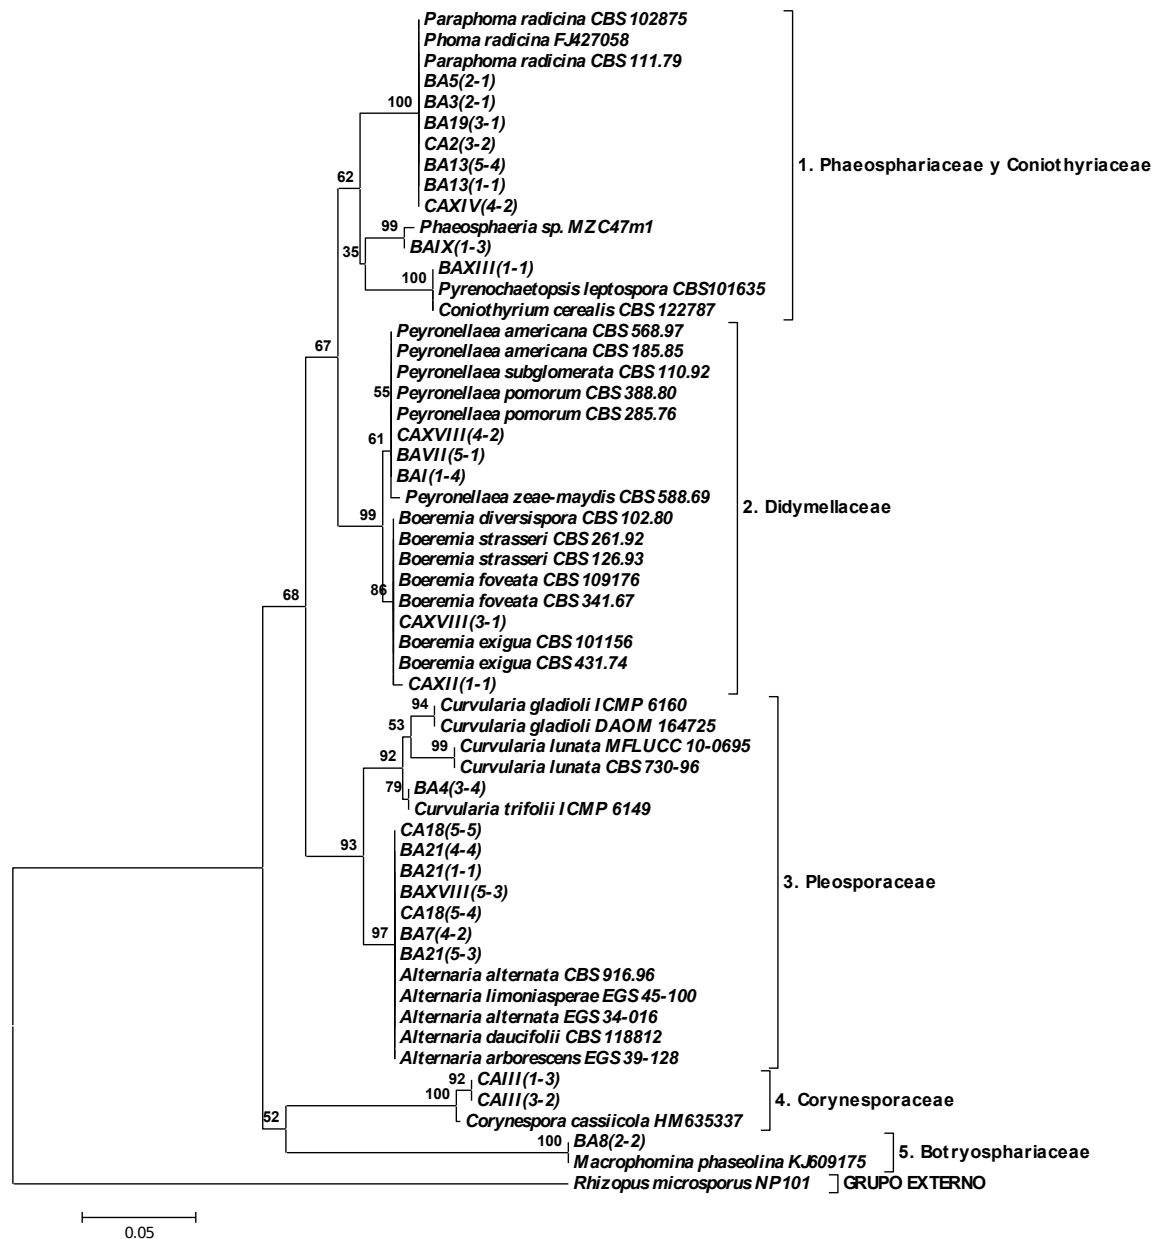 Paraphoma radicina CBS 102875
Phoma radicina FJ427058
Paraphoma radicina CBS 111.79
BA5(2-1)
100 BA3(2-1)
BA19(3-1)
CA2(3-2)
BA13(5-4)
1. Phaesphariaceae y Coniothyriaceae
62
BA13(1-1)
CAXIV(4-2)
99 Phaesphaeria sp. MZC47m1
35 BAIX(1-3)
BAXIII(1-1)
100 Pyrenochaetopsis leptospora CBS101635
Coniothyrium cerealis CBS 122787
Peyronellaea americana CBS 568.97
67 Peyronellaea americana CBS 185.85
Peyronellaea subglomerata CBS 110.92
55 Peyronellaea pomorum CBS 388.80
Peyronellaea pomorum CBS 285.76
61 CAXVIII(4-2)
BAVII(5-1)
BAI(1-4)
Peyronellaea zeae-maydis CBS 588.69
2. Didymellaceae
99 Boeremia diversispora CBS 102.80
Boeremia strasseri CBS 261.92
Boeremia strasseri CBS 126.93
Boeremia foveata CBS 109176
68 86 Boeremia foveata CBS 341.67
CAXVIII(3-1)
Boeremia exigua CBS 101156
Boeremia exigua CBS 431.74
CAXII(1-1)
94 Curvularia gladioli ICMP 6160
53 Curvularia gladioli DAOM 164725
99 Curvularia lunata MFLUCC 10-0695
92 Curvularia lunata CBS 730-96
79 BA4(3-4)
Curvularia trifolii ICMP 6149
CA18(5-5)
93 BA21(4-4)
BA21(1-1)
3. Pleosporaceae
BAXVIII(5-3)
CA18(5-4)
97 BA7(4-2)
BA21(5-3)
Alternaria alternata CBS 916.96
Alternaria limoniasperae EGS 45-100
Alternaria alternata EGS 34-016
Alternaria daucifolii CBS 118812
Alternaria arborescens EGS 39-128
92 CAIII(1-3)
100 CAIII(3-2)
4. Corynesporaceae
52 Corynespora cassiicola HM635337
100 BA8(2-2)
5. Botryosphariaceae
Macrophomina phaseolina KJ609175
Rhizopus microsporus NP101
GRUPO EXTERNO
0.05